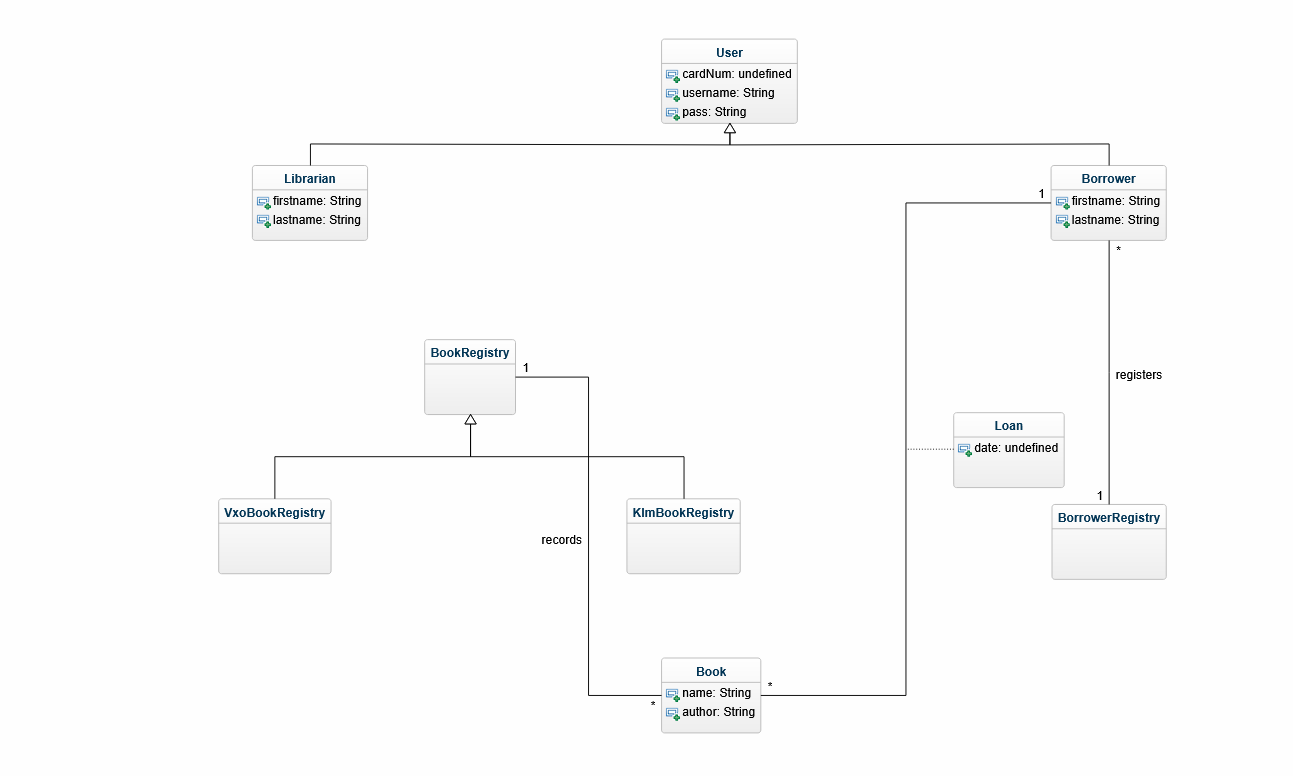 User
cardNum: undefined
username: String
pass: String
Librarian
firstname: String
lastname: String
Borrower
firstname: String
lastname: String
1
*
BookRegistry
1
registers
Loan
date: undefined
VxoBookRegistry
KlmBookRegistry
1
BorrowerRegistry
records
Book
name: String
author: String
*
*